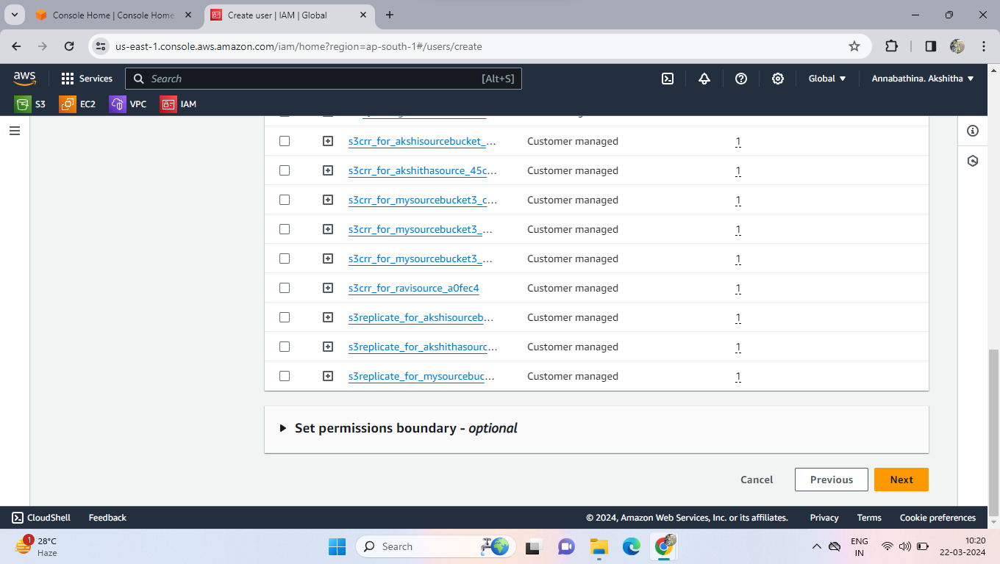 Console Home | Console Home
Create user | IAM | Global
us-east-1.console.aws.amazon.com/iam/home?region=ap-south-1#/users/create
aws
Services
Search
[Alt+S]
Global
Annabathina. Akshitha
S3
EC2
VPC
IAM
s3crr_for_akshisourcebucket_... Customer managed 1
s3crr_for_akshithasource_45c... Customer managed 1
s3crr_for_mysourcebucket3_c... Customer managed 1
s3crr_for_mysourcebucket3_... Customer managed 1
s3crr_for_mysourcebucket3_... Customer managed 1
s3crr_for_ravisource_a0fec4 Customer managed 1
s3replicate_for_akshisourceb... Customer managed 1
s3replicate_for_akshithasourc... Customer managed 1
s3replicate_for_mysourcebuc... Customer managed 1
Set permissions boundary - optional
Cancel
Previous
Next
CloudShell
Feedback
© 2024, Amazon Web Services, Inc. or its affiliates.
Privacy
Terms
Cookie preferences
1
28°C
Haze
Search
ENG
IN
10:20
22-03-2024